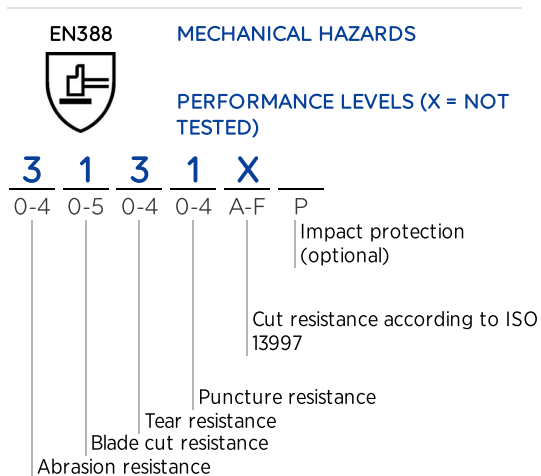 EN388
MECHANICAL HAZARDS
PERFORMANCE LEVELS (X = NOT
TESTED)
3 1 3 1 X
0-4 0-5 0-4 0-4 A-F P
Impact protection
(optional)
Cut resistance according to ISO
13997
Puncture resistance
Tear resistance
Blade cut resistance
Abrasion resistance